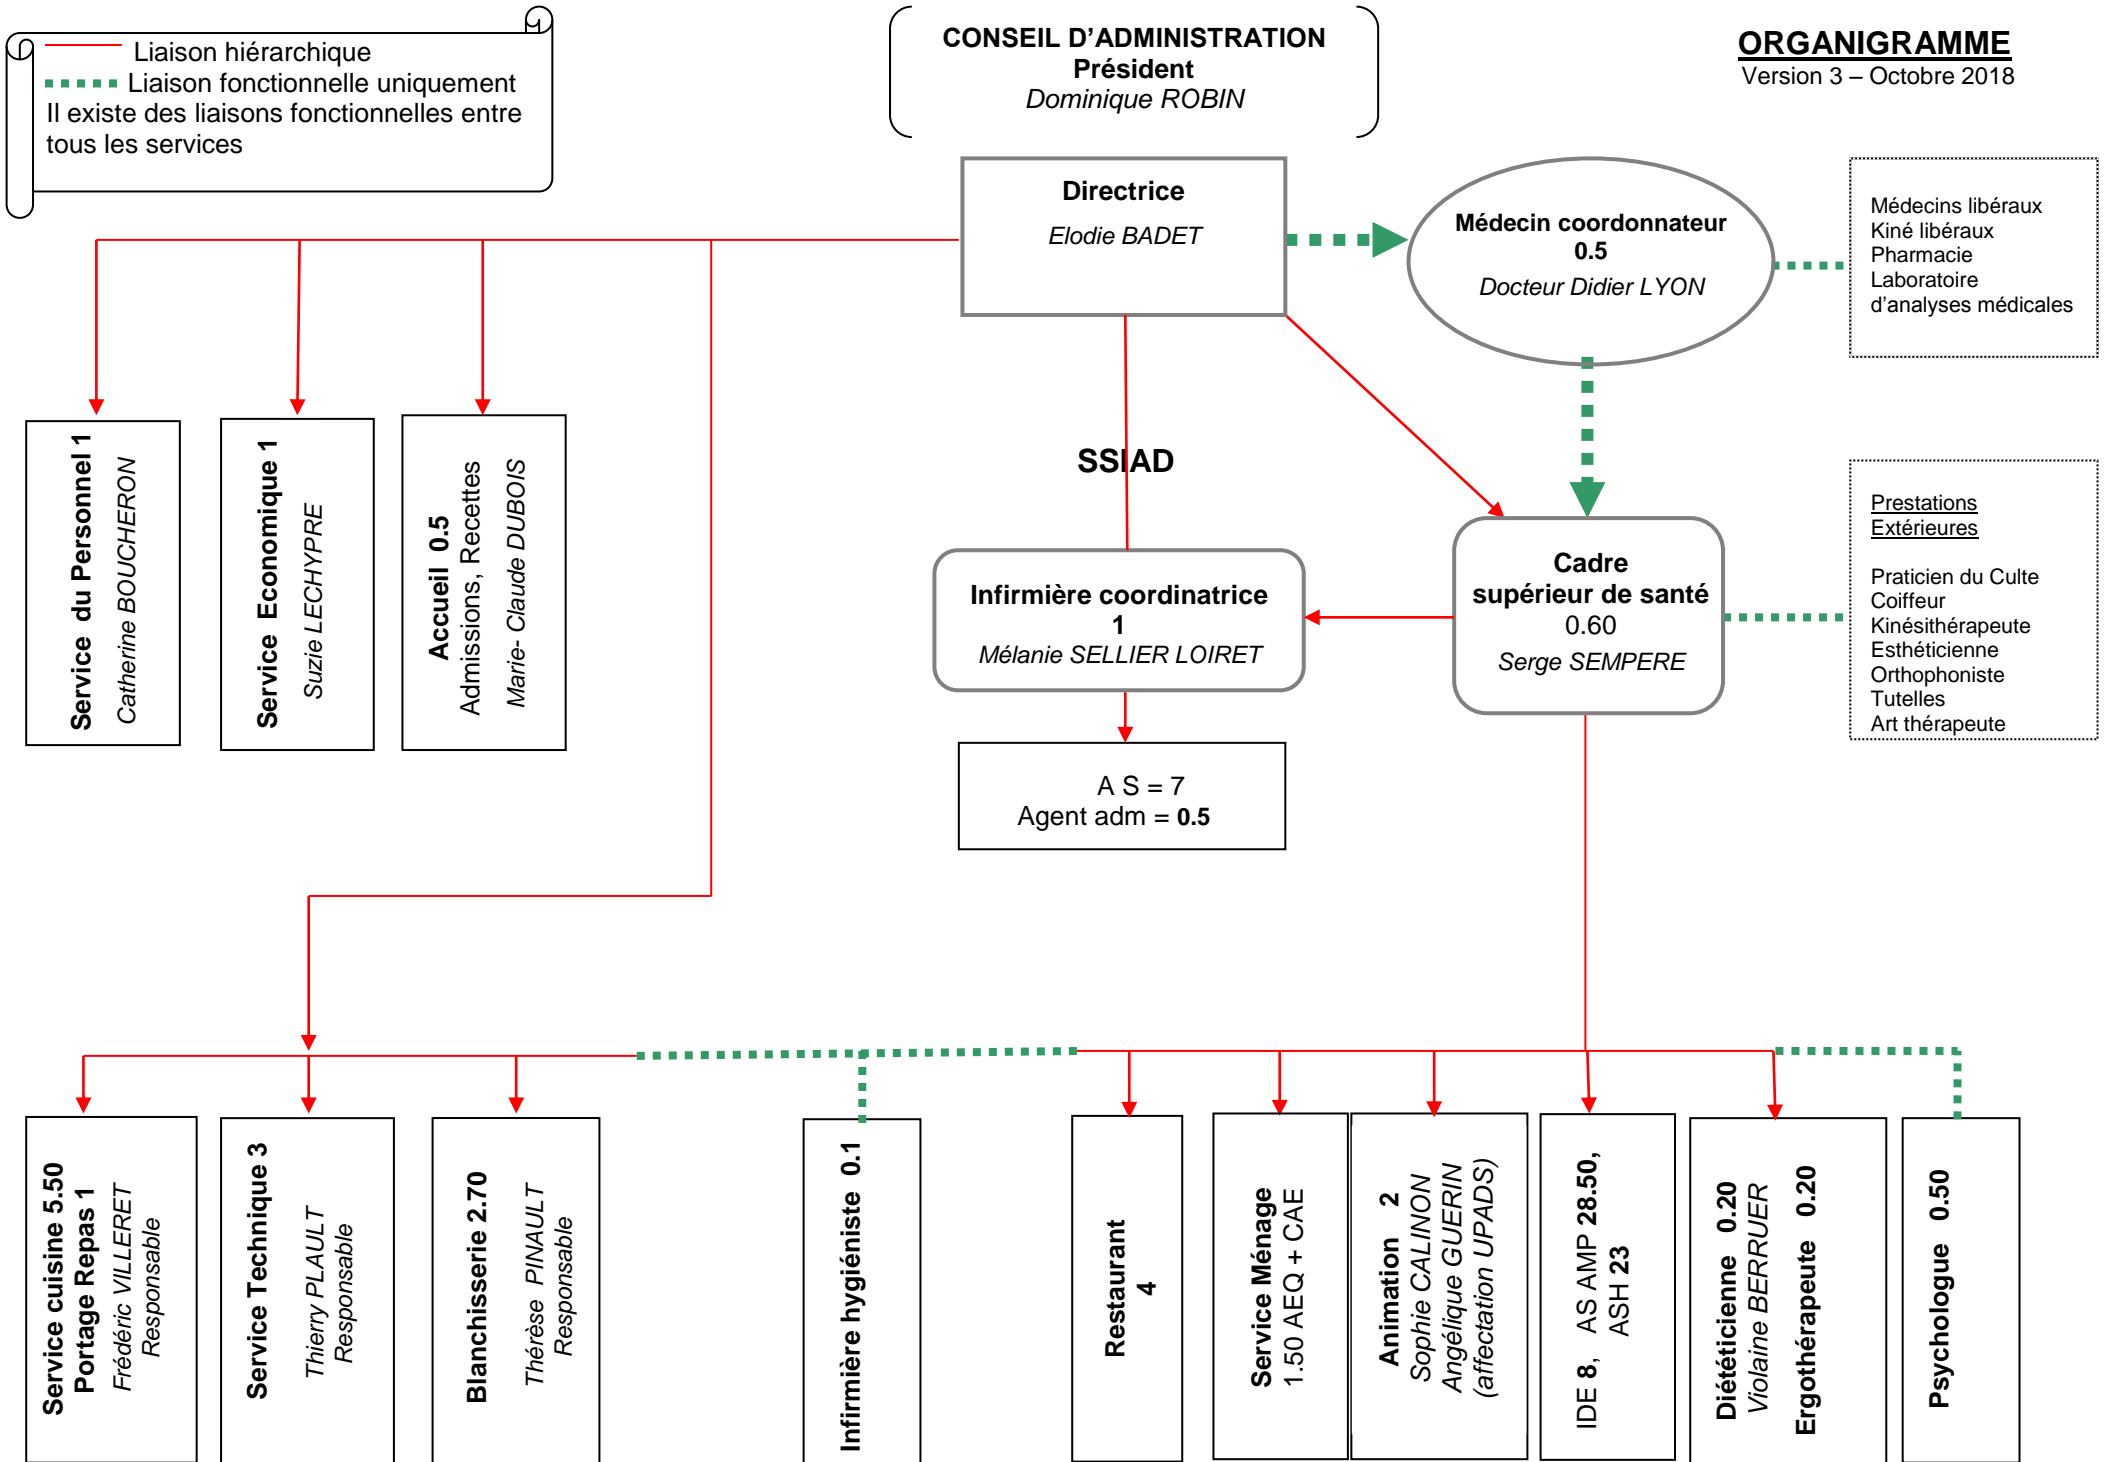 Liaison hiérarchique
Liaison fonctionnelle uniquement
Il existe des liaisons fonctionnelles entre
tous les services
CONSEIL D’ADMINISTRATION
Président
Dominique ROBIN
ORGANIGRAMME
Version 3 – Octobre 2018
Directrice
Elodie BADET
Médecin coordonnateur
0.5
Docteur Didier LYON
Médecins libéraux
Kiné libéraux
Pharmacie
Laboratoire
d’analyses médicales
Service du Personnel 1
Catherine BOUCHERON
Service Economique 1
Suzie LECHYPRE
Accueil 0.5
Admissions, Recettes
Marie- Claude DUBOIS
SSIAD
Infirmière coordinatrice
1
Mélanie SELLIER LOIRET
Cadre
supérieur de santé
0.60
Serge SEMPERE
Prestations
Extérieures
Praticien du Culte
Coiffeur
Kinésithérapeute
Esthéticienne
Orthophoniste
Tutelles
Art thérapeute
A S = 7
Agent adm = 0.5
Service cuisine 5.50
Portage Repas 1
Frédéric VILLERET
Responsable
Service Technique 3
Thierry PLAULT
Responsable
Blanchisserie 2.70
Thérèse PINAULT
Responsable
Infirmière hygiéniste 0.1
Restaurant
4
Service Ménage
1.50 AEQ + CAE
Animation 2
Sophie CALINON
Angélique GUERIN
(affectation UPADS)
IDE 8, AS AMP 28.50,
ASH 23
Diététicienne 0.20
Violaine BERRUER
Ergothérapeute 0.20
Psychologue 0.50